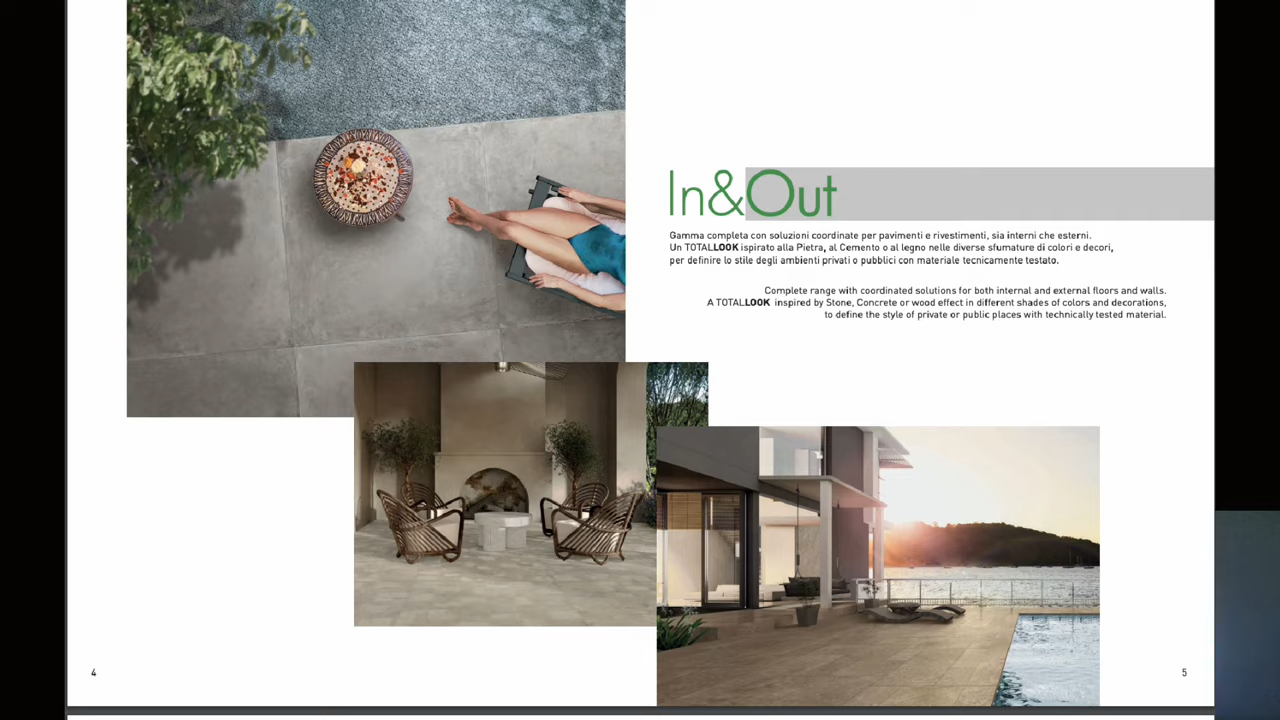 In&Out
Gamma completa con soluzioni coordinate per pavimenti e rivestimenti, sia interni che esterni.
Un TOTALLOOK ispirato alla Pietra, al Cemento o al legno nelle diverse sfumature di colori e decori,
per definire lo stile degli ambienti privati o pubblici con materiale tecnicamente testato.
Complete range with coordinated solutions for both internal and external floors and walls.
A TOTALLOOK inspired by Stone, Concrete or wood effect in different shades of colors and decorations,
to define the style of private or public places with technically tested material.
4
5